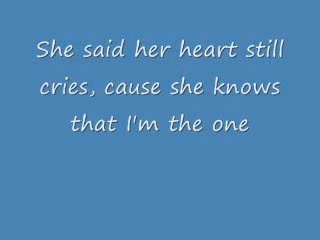 She said her heart still
cries, cause she knows
that I'm the one